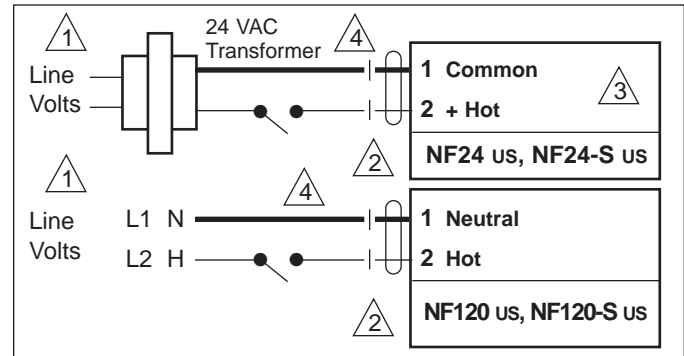 1
24 VAC
Transformer
4
Line
Volts
1 Common
2 + Hot
3
2
NF24 US, NF24-S US
1
4
Line
Volts
L1 N
L2 H
1 Neutral
2 Hot
2
NF120 US, NF120-S US